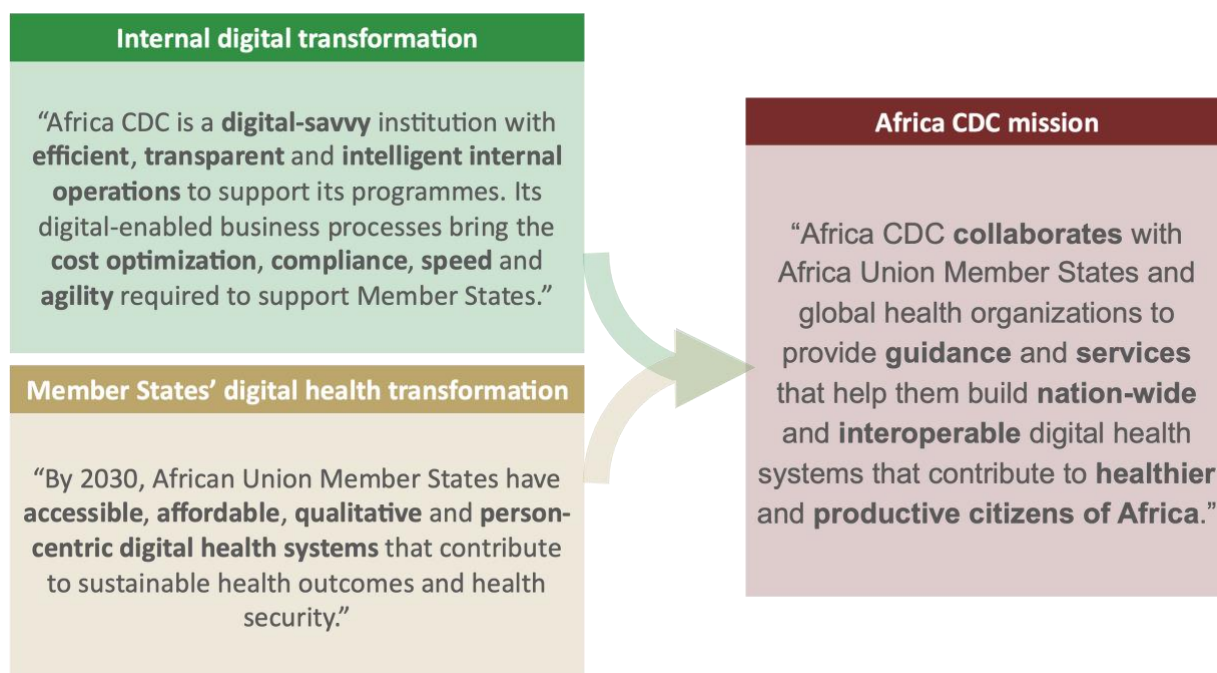 Internal digital transformation
“Africa CDC is a digital-savvy institution with
efficient, transparent and intelligent internal
operations to support its programmes. Its
digital-enabled business processes bring the
cost optimization, compliance, speed and
agility required to support Member States.”
Member States’ digital health transformation
“By 2030, African Union Member States have
accessible, affordable, qualitative and person-
centric digital health systems that contribute
to sustainable health outcomes and health
security.”
Africa CDC mission
“Africa CDC collaborates with
Africa Union Member States and
global health organizations to
provide guidance and services
that help them build nation-wide
and interoperable digital health
systems that contribute to healthier
and productive citizens of Africa.”